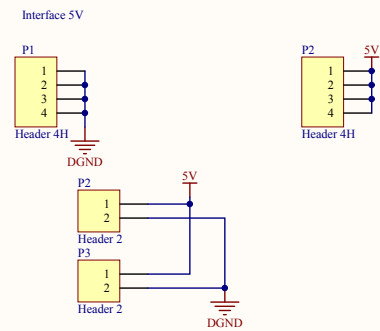 Interface 5V
P1
1
2
3
4
Header 4H
DGND
P2
5V
1
2
3
4
Header 4H
5V
P2
1
2
Header 2
P3
1
2
Header 2
DGND